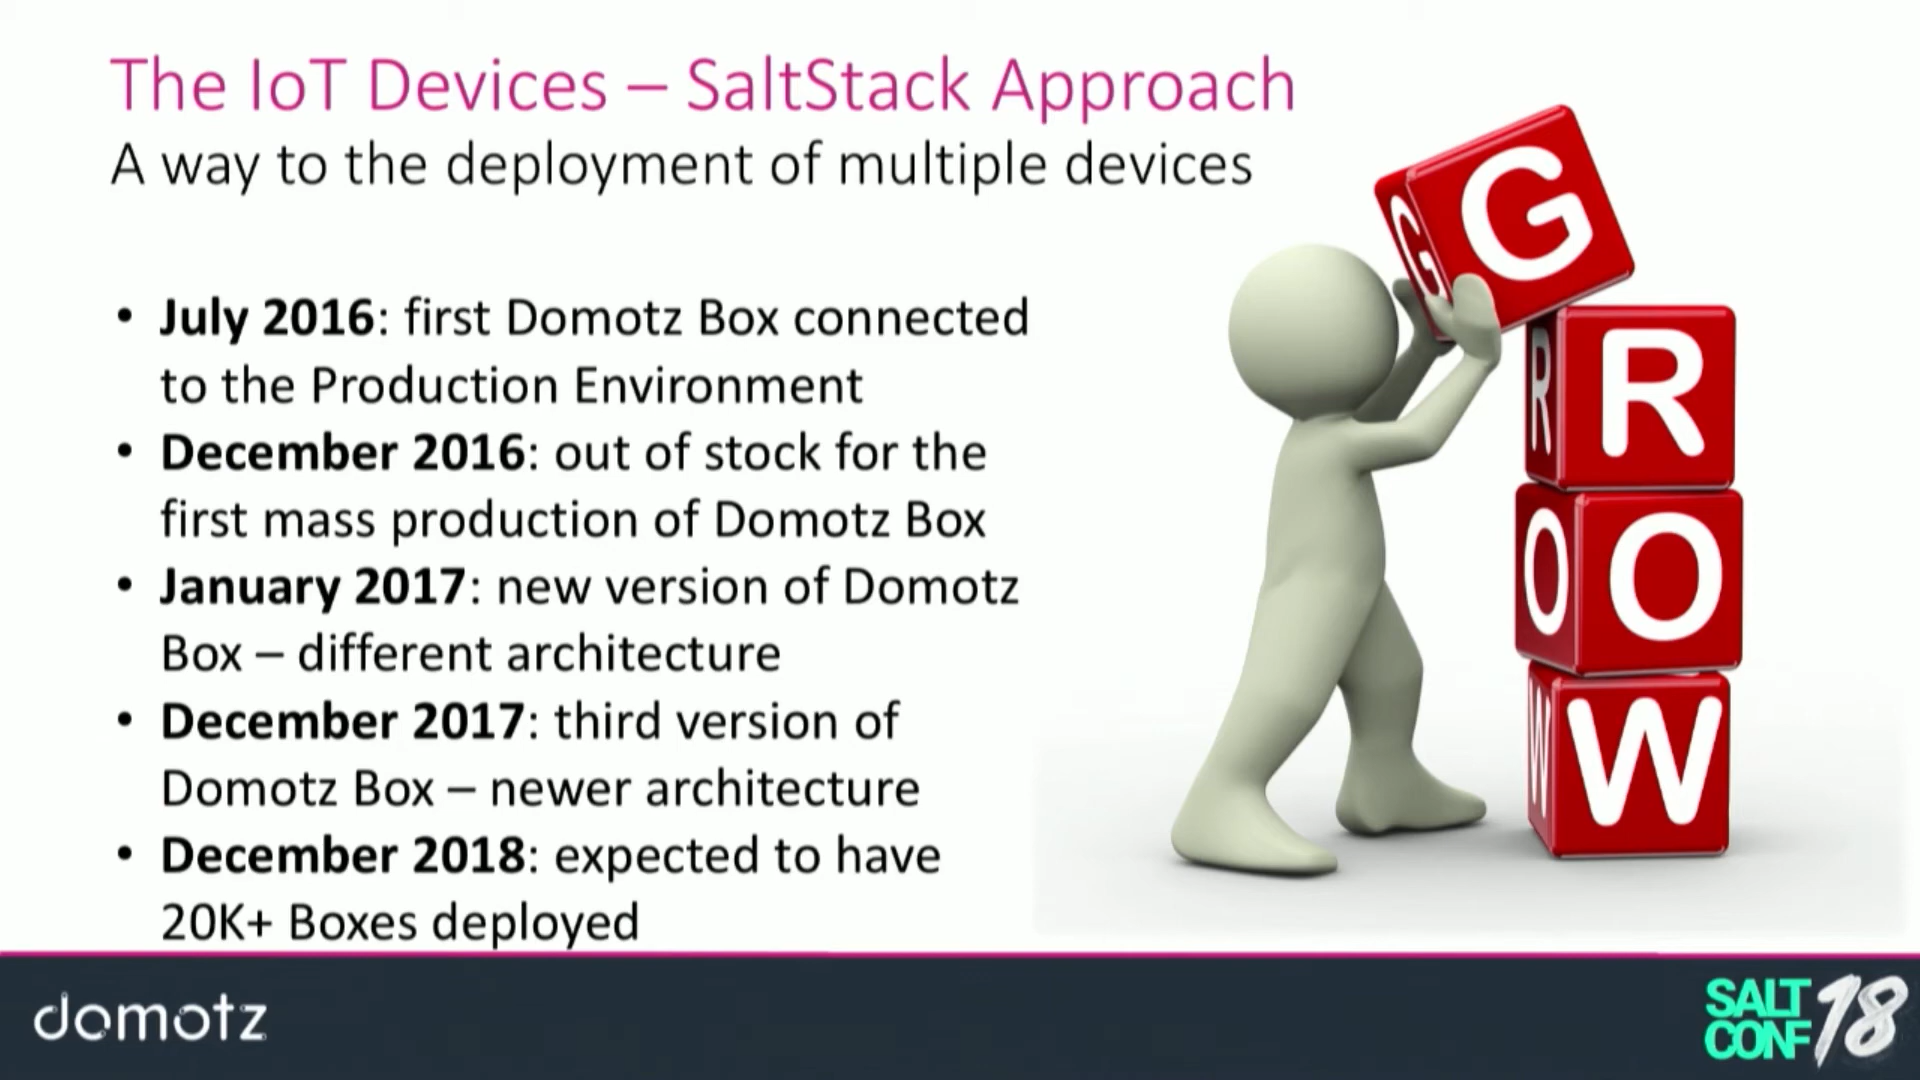 The IoT Devices – SaltStack Approach
A way to the deployment of multiple devices
• July 2016: first Domotz Box connected
to the Production Environment
• December 2016: out of stock for the
first mass production of Domotz Box
• January 2017: new version of Domotz
Box – different architecture
• December 2017: third version of
Domotz Box – newer architecture
• December 2018: expected to have
20K+ Boxes deployed
G G
R R
O O
W W
domotz
SALT
CONF 18